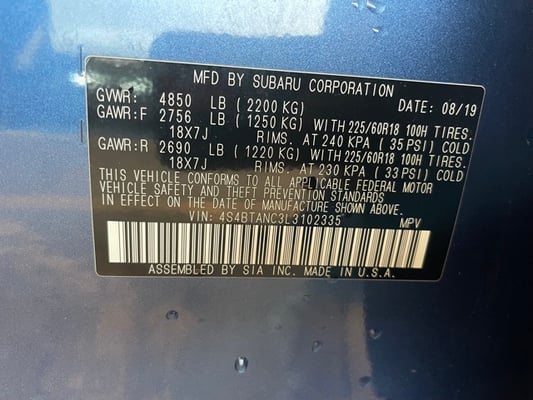 MFD BY SUBARU CORPORATION
GVWR: 4850 LB (2200 KG) DATE: 08/19
GAWR:F 2756 LB (1250 KG) WITH 225/60R18 100H TIRES.
18X7J RIMS. AT 240 KPA (35 PSI) COLD
GAWR:R 2690 LB (1220 KG) WITH 225/60R18 100H TIRES.
18X7J RIMS. AT 230 KPA (33 PSI) COLD
THIS VEHICLE CONFORMS TO ALL APPLICABLE FEDERAL MOTOR
VEHICLE SAFETY AND THEFT PREVENTION STANDARDS
IN EFFECT ON THE DATE OF MANUFACTURE SHOWN ABOVE.
VIN: 4S4BTANC3L3102335 MPV
ASSEMBLED BY SIA INC. MADE IN U.S.A.